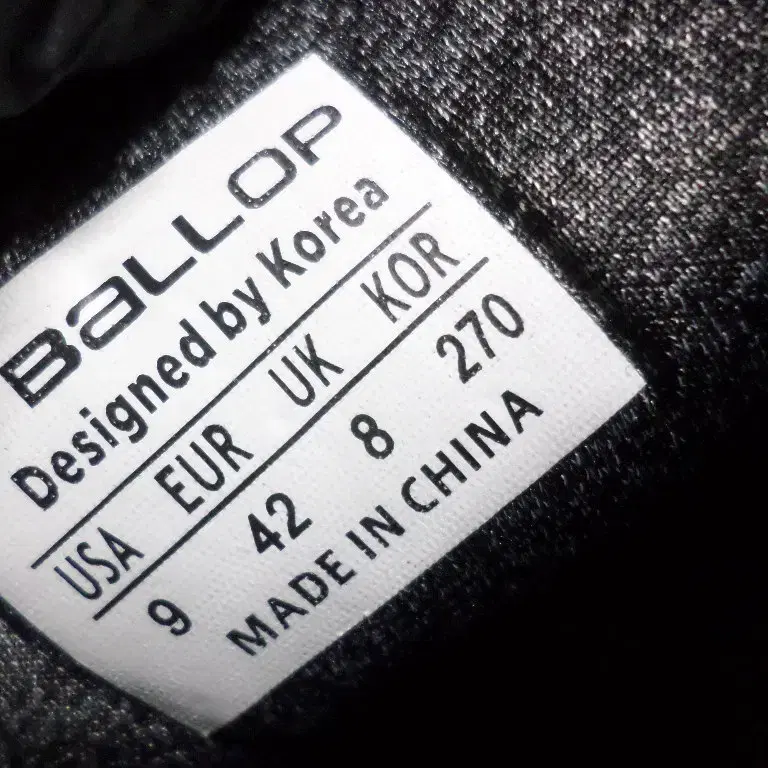 BaLLOP
Designed by Korea
USA EUR UK KOR
9 42 8 270
MADE IN CHINA